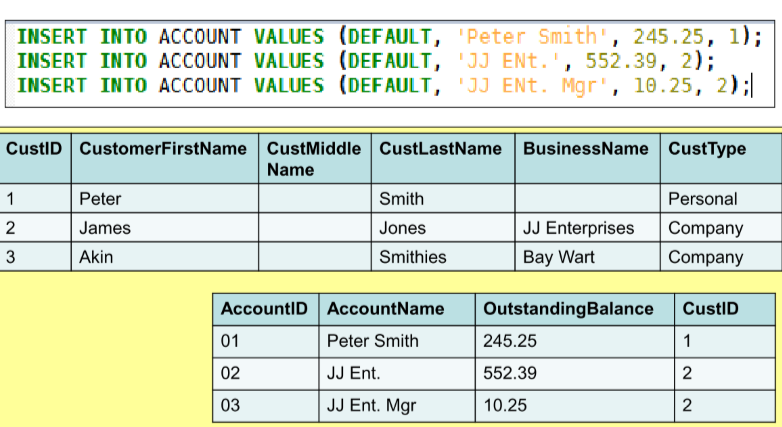 INSERT INTO ACCOUNT VALUES (DEFAULT, 'Peter Smith', 245.25, 1);
INSERT INTO ACCOUNT VALUES (DEFAULT, 'JJ ENt.', 552.39, 2);
INSERT INTO ACCOUNT VALUES (DEFAULT, 'JJ ENt. Mgr', 10.25, 2);
CustID CustomerFirstName CustMiddle CustLastName BusinessName CustType
Name
1 Peter Smith Personal
2 James Jones JJ Enterprises Company
3 Akin Smithies Bay Wart Company
AccountID AccountName OutstandingBalance CustID
01 Peter Smith 245.25 1
02 JJ Ent. 552.39 2
03 JJ Ent. Mgr 10.25 2